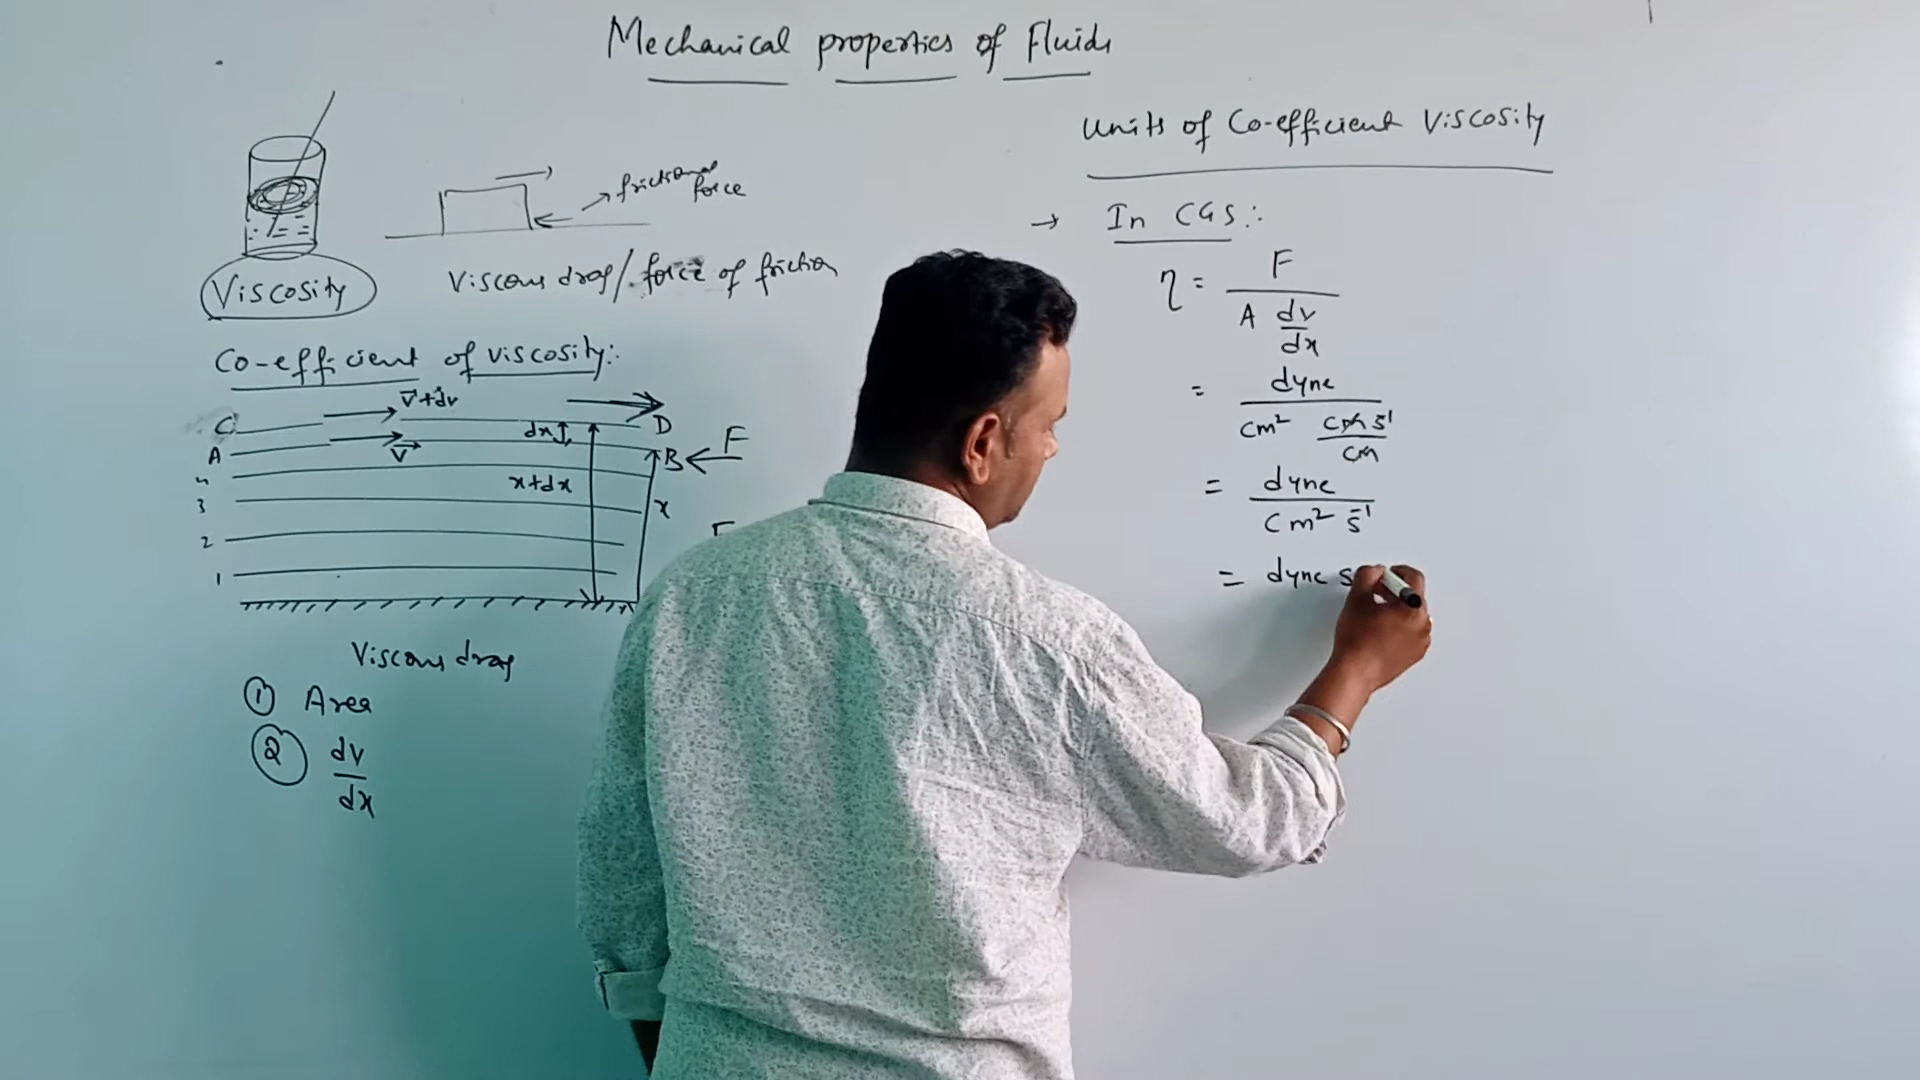 Mechanical properties of Fluids
frictional
force
Viscosity
Viscous drag / force of friction
Co-efficient of viscosity:
v⃗+dv
C
D
dx
A
v⃗
B
F
4
x+dx
3
x
2
1
Viscous drag
① Area
② dv
dx
Units of Co-efficient Viscosity
→ In CGS:
η = F
A dv
dx
= dyne
cm² cm s⁻¹
cm
= dyne
cm² s⁻¹
= dyne s